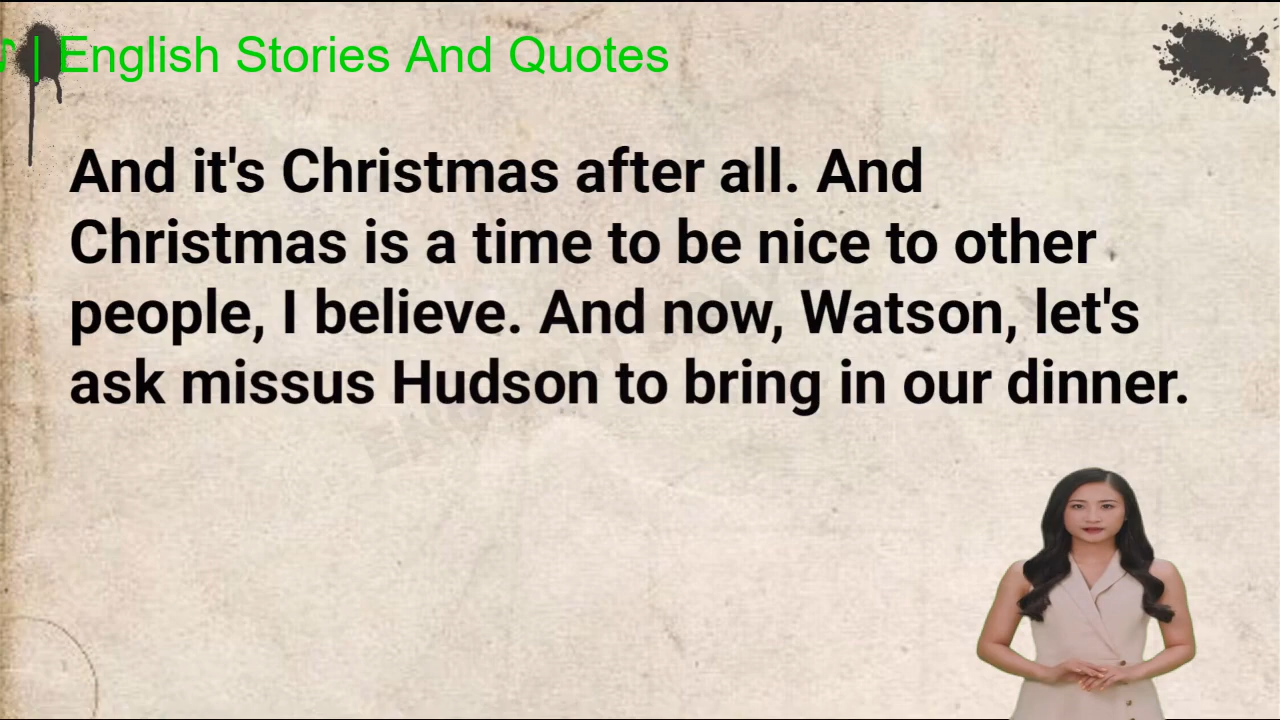 | English Stories And Quotes
And it's Christmas after all. And
Christmas is a time to be nice to other
people, I believe. And now, Watson, let's
ask missus Hudson to bring in our dinner.